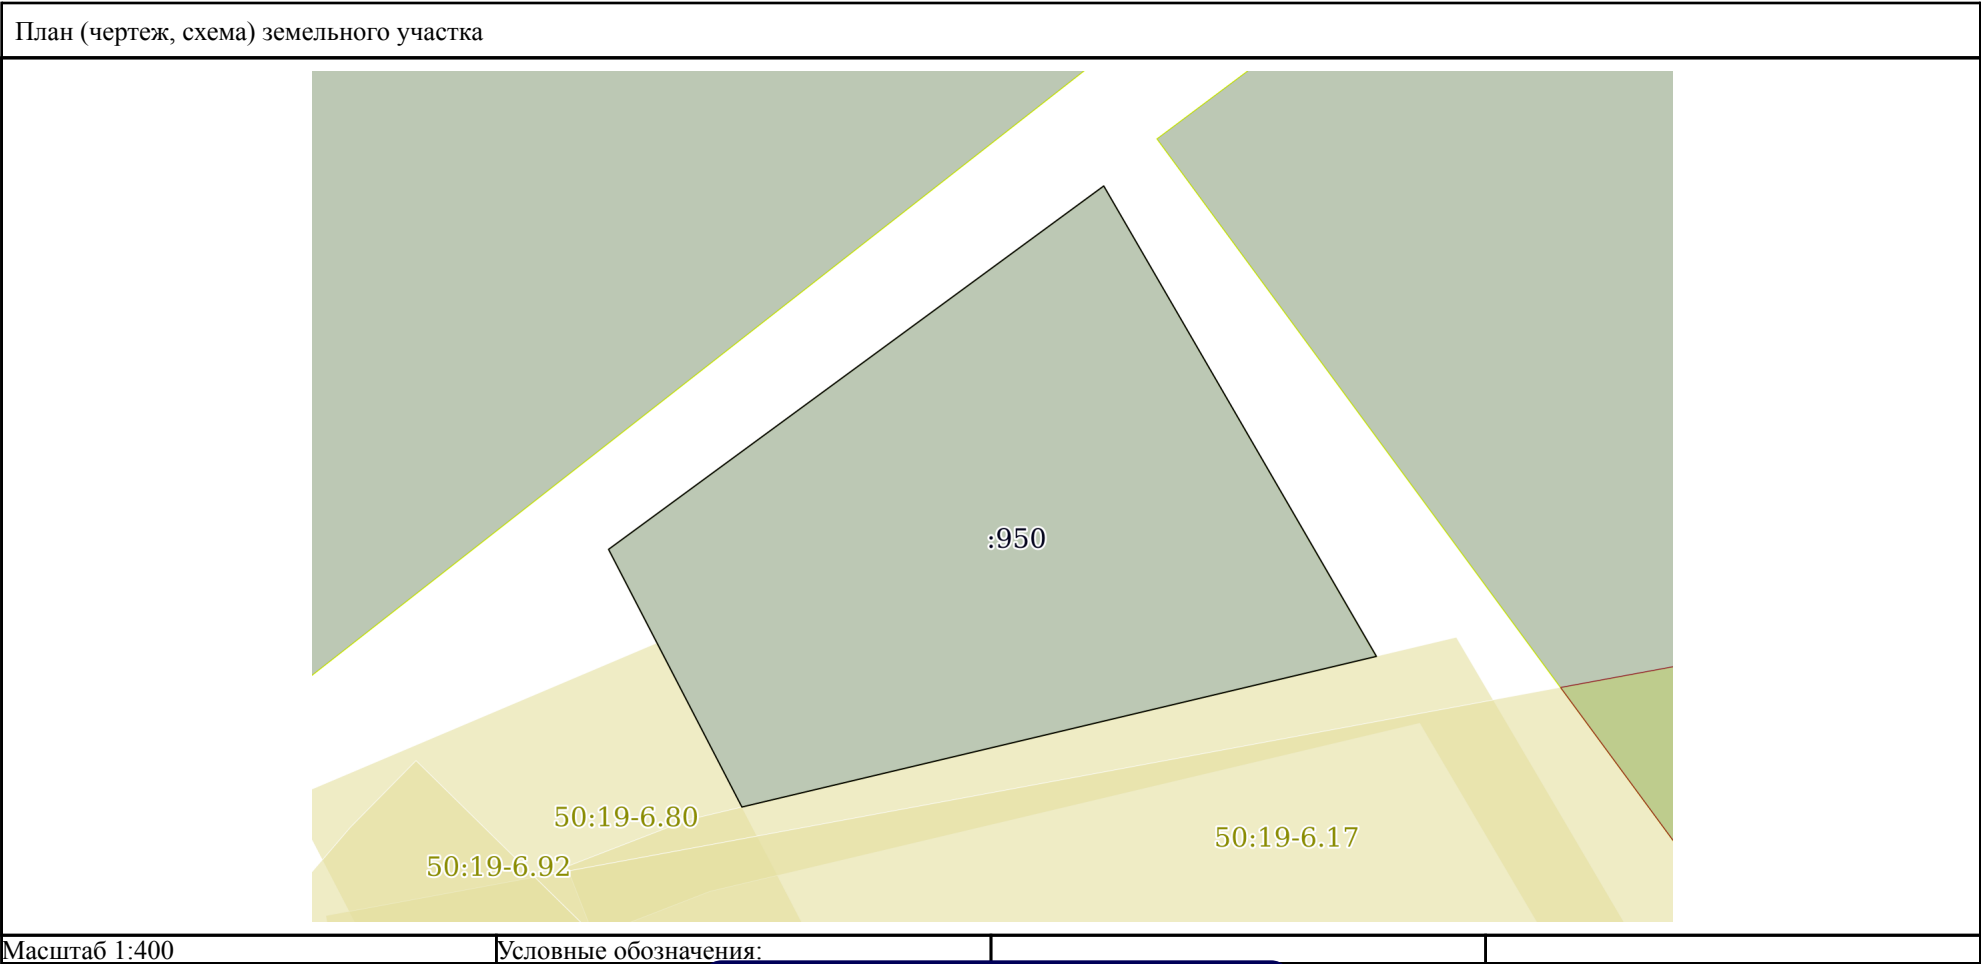 План (чертеж, схема) земельного участка
:950
50:19-6.80
50:19-6.17
50:19-6.92
Масштаб 1:400
Условные обозначения: